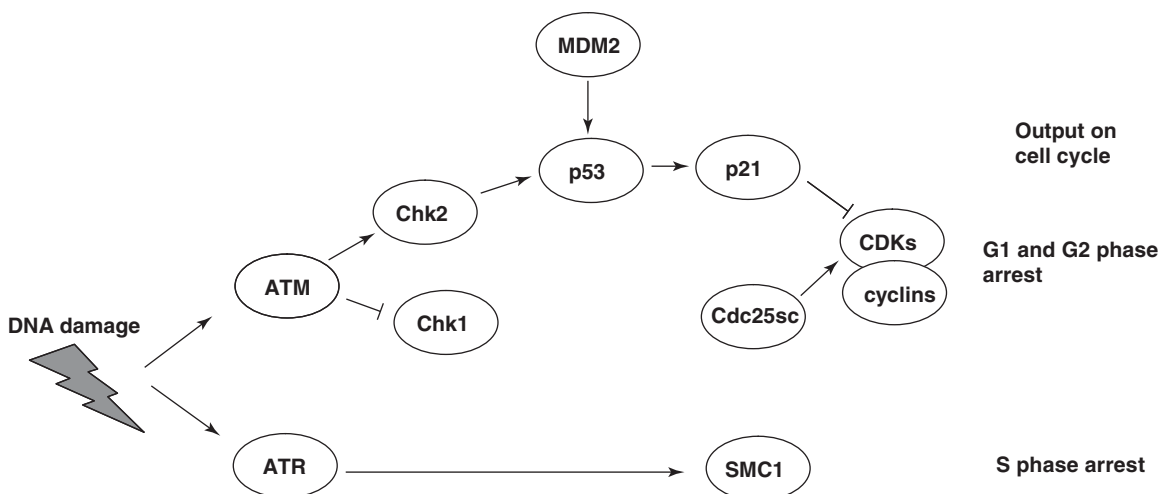 MDM2
Output on
cell cycle
p53
p21
Chk2
CDKs
G1 and G2 phase
arrest
ATM
cyclins
Cdc25sc
Chk1
DNA damage
ATR
SMC1
S phase arrest